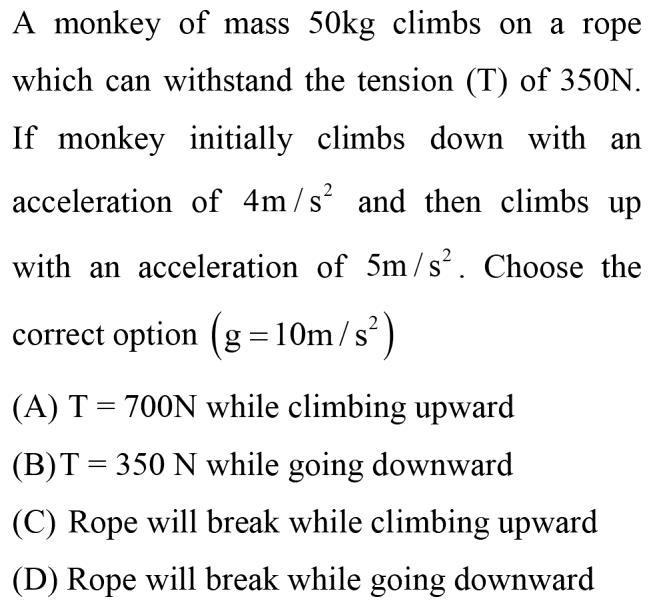 A monkey of mass 50kg climbs on a rope
which can withstand the tension (T) of 350N.
If monkey initially climbs down with an
acceleration of 4m/s² and then climbs up
with an acceleration of 5m/s². Choose the
correct option (g=10m/s²)
(A) T = 700N while climbing upward
(B)T = 350 N while going downward
(C) Rope will break while climbing upward
(D) Rope will break while going downward